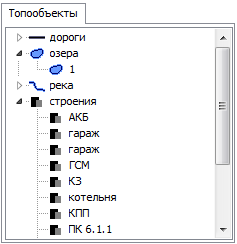 Топообъекты
дороги
озера
1
река
строения
АКБ
гараж
гараж
ГСМ
КЗ
котельня
КПП
ПК 6.1.1